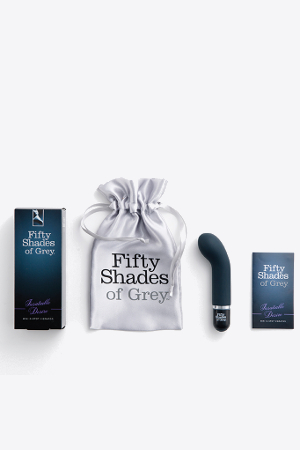 Fifty
Shades
of Grey
Insatiable
Desire
Fifty
Shades
of Grey
Fifty
Shades
of Grey
Insatiable
Desire